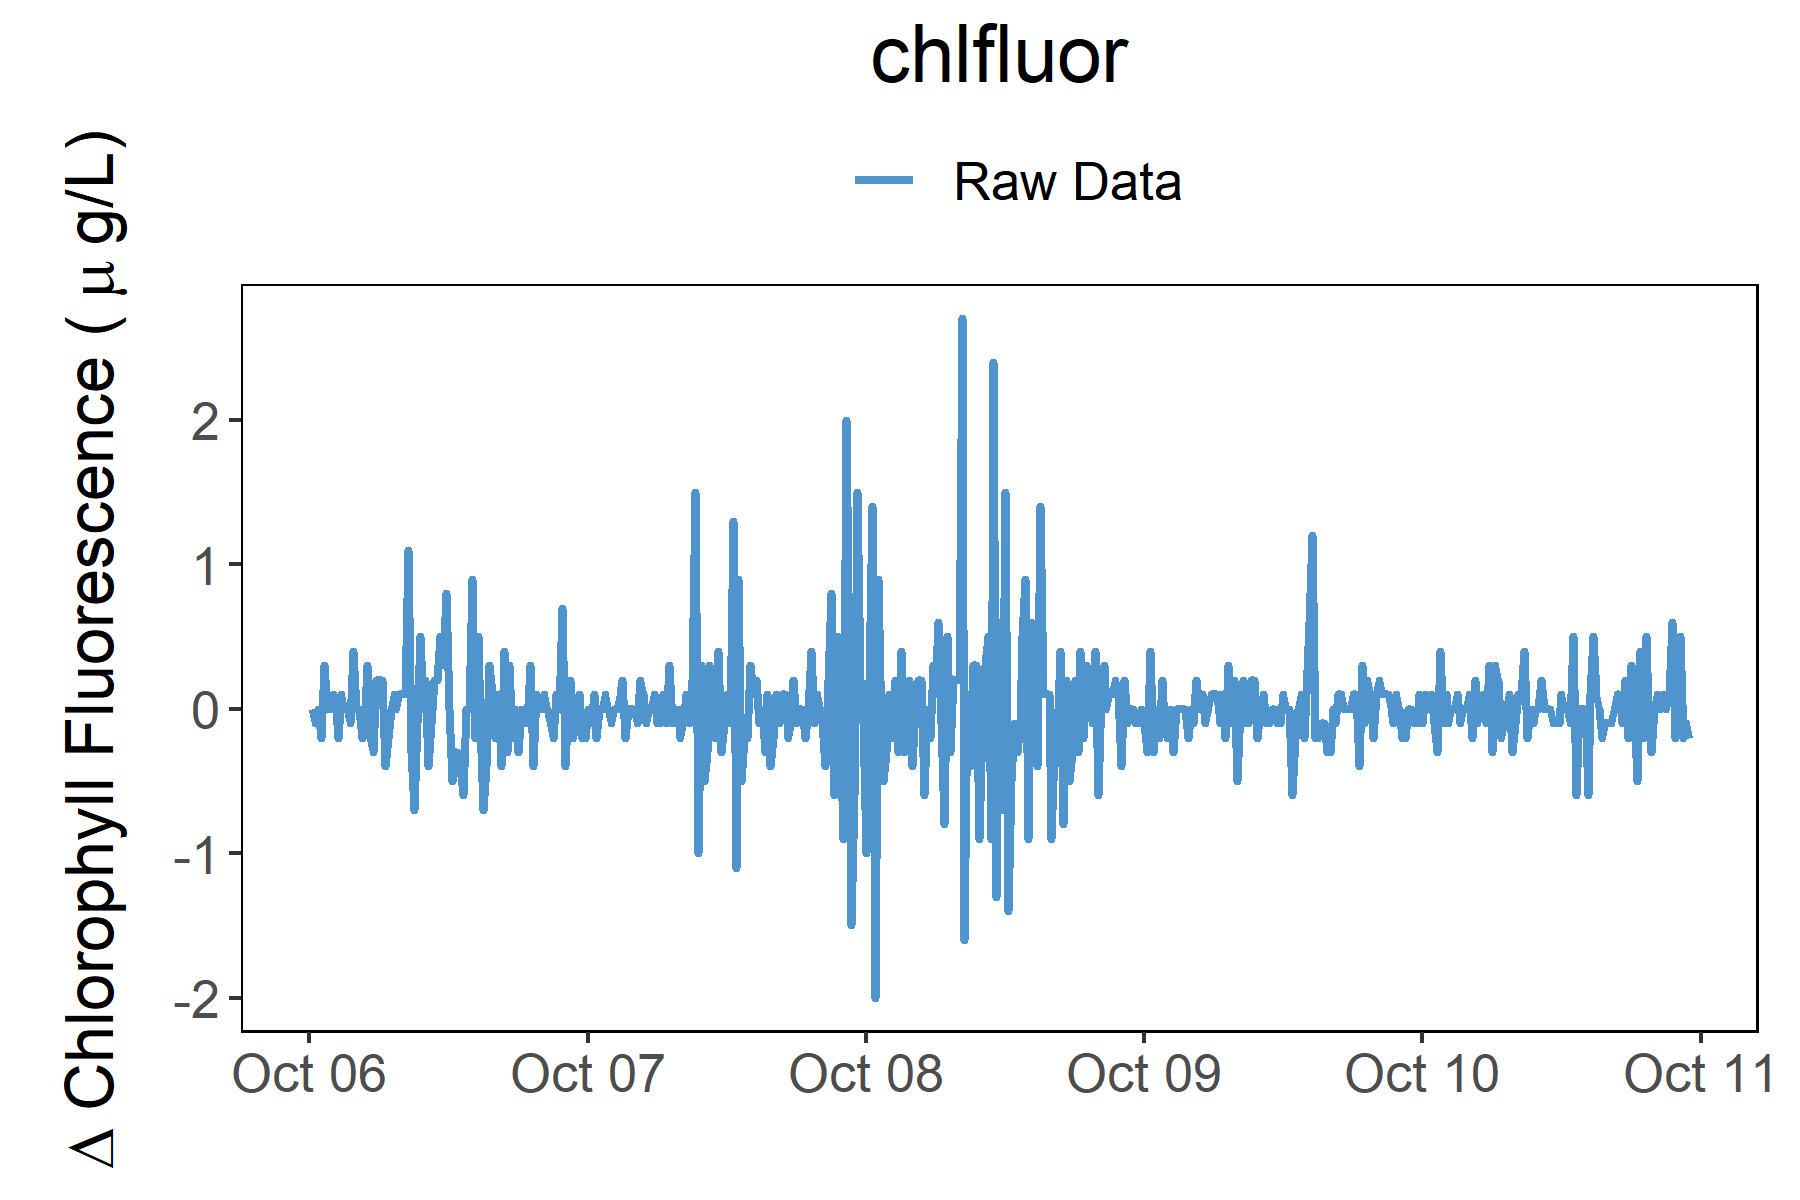 chlfluor
Raw Data
Δ Chlorophyll Fluorescence ( μ g/L)
2
1
0
-1
-2
Oct 06 Oct 07 Oct 08 Oct 09 Oct 10 Oct 11